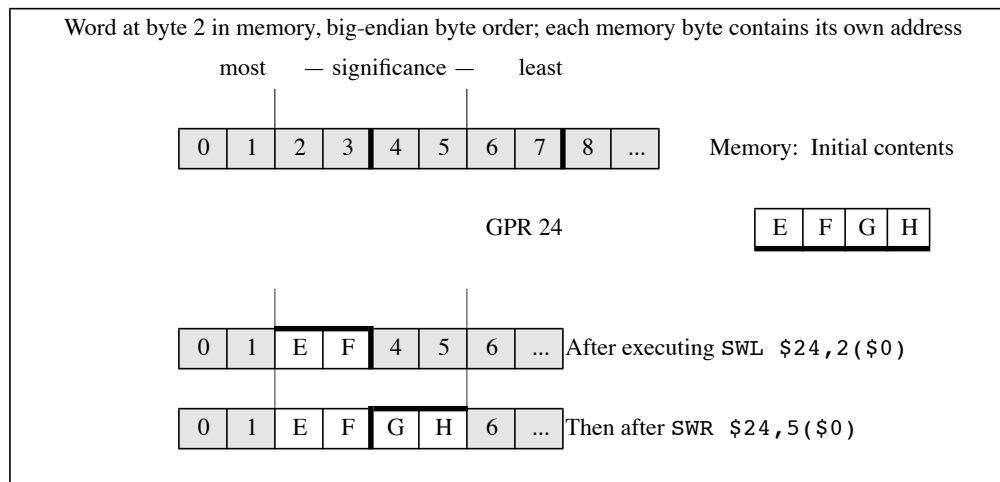 Word at byte 2 in memory, big-endian byte order; each memory byte contains its own address
most — significance — least
0 1 2 3 4 5 6 7 8 ... Memory: Initial contents
GPR 24 E F G H
0 1 E F 4 5 6 ... After executing SWL $24,2($0)
0 1 E F G H 6 ... Then after SWR $24,5($0)